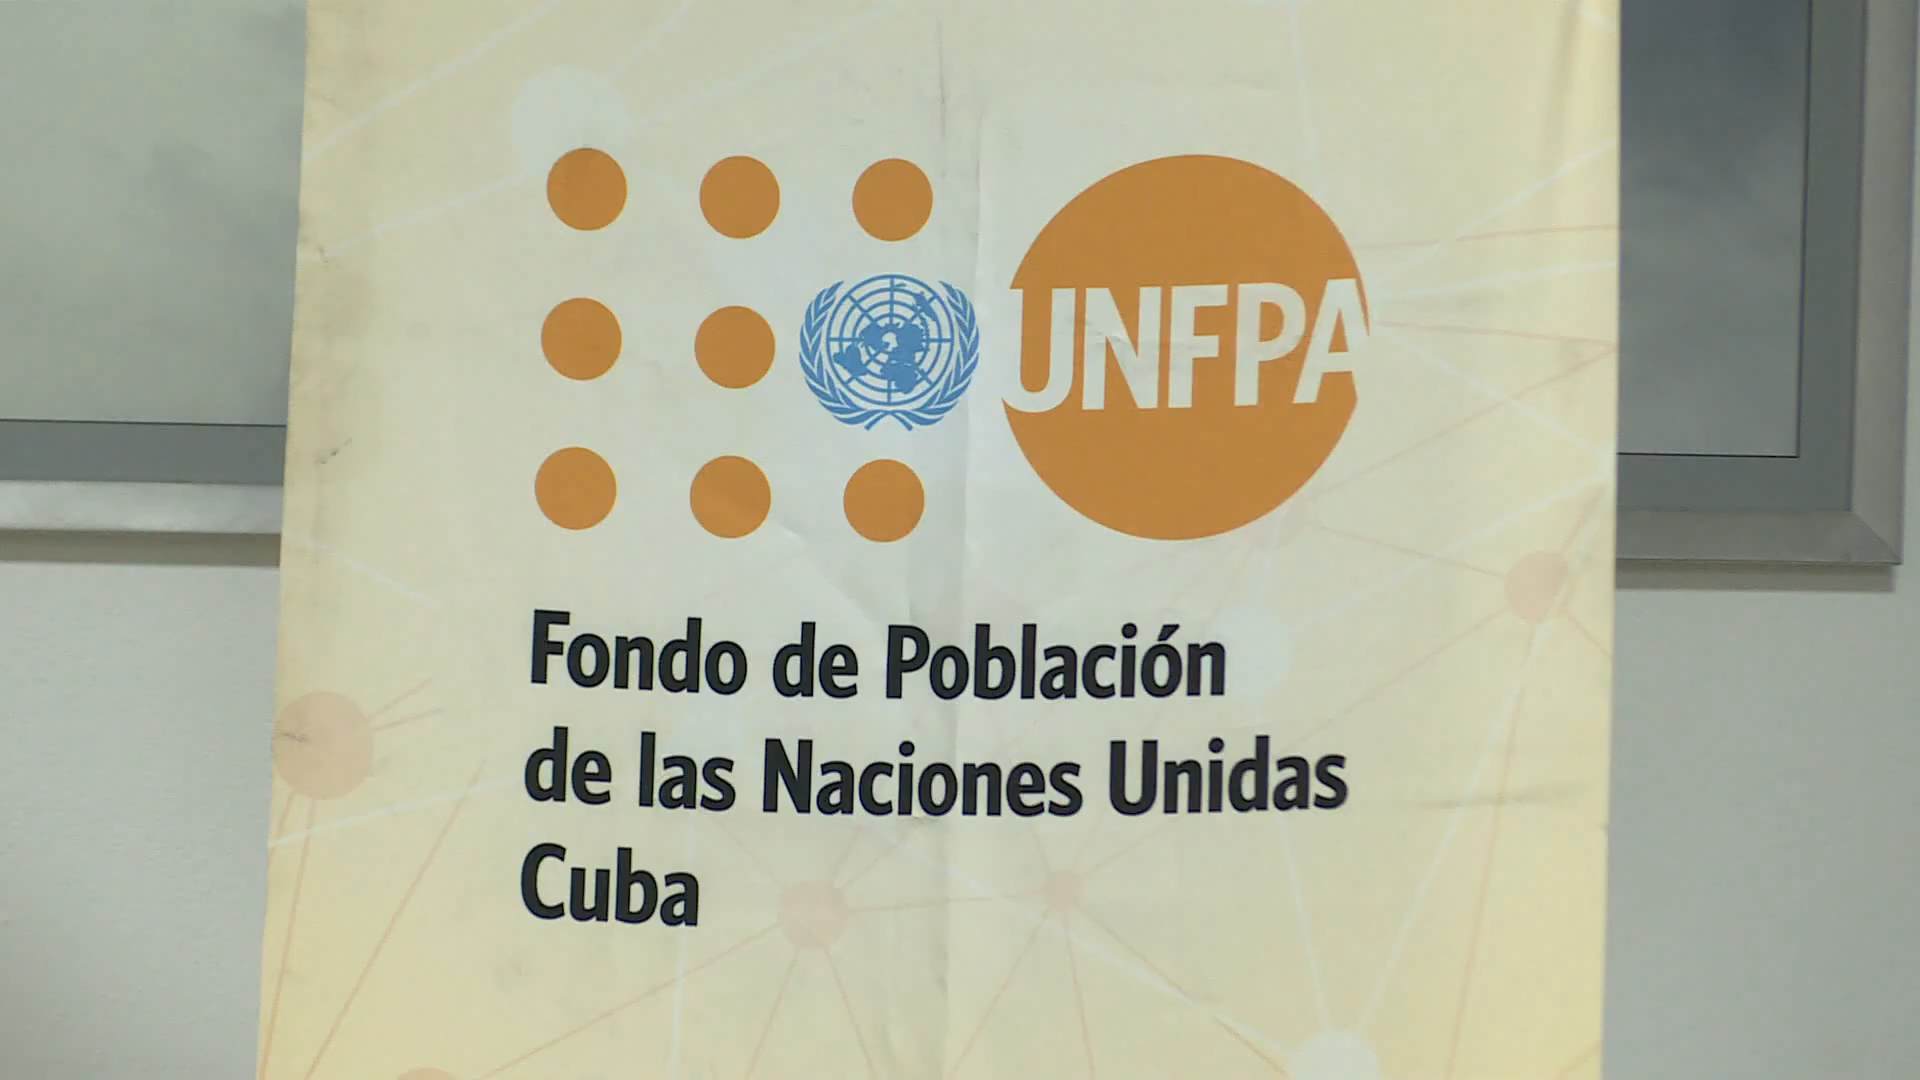 UNFPA
Fondo de Población
de las Naciones Unidas
Cuba